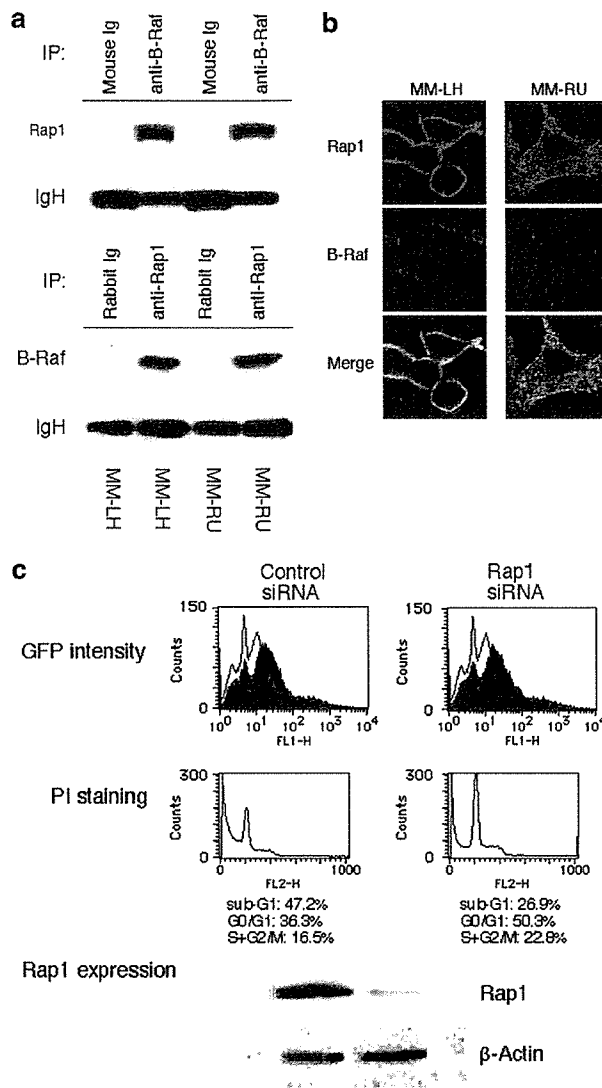 a
IP:
Mouse Ig
anti-B-Raf
Mouse Ig
anti-B-Raf
Rap1
IgH
IP:
Rabbit Ig
anti-Rap1
Rabbit Ig
anti-Rap1
B-Raf
IgH
MM-LH
MM-LH
MM-RU
MM-RU
b
MM-LH MM-RU
Rap1
B-Raf
Merge
c
Control siRNA
Rap1 siRNA
GFP intensity
150
Counts
0
10^0 10^1 10^2 10^3 10^4
FL1-H
150
Counts
0
10^0 10^1 10^2 10^3 10^4
FL1-H
PI staining
300
Counts
0
0 1000
FL2-H
300
Counts
0
0 1000
FL2-H
sub-G1: 47.2%
G0/G1: 36.3%
S+G2/M: 16.5%
sub-G1: 26.9%
G0/G1: 50.3%
S+G2/M: 22.8%
Rap1 expression
Rap1
β-Actin